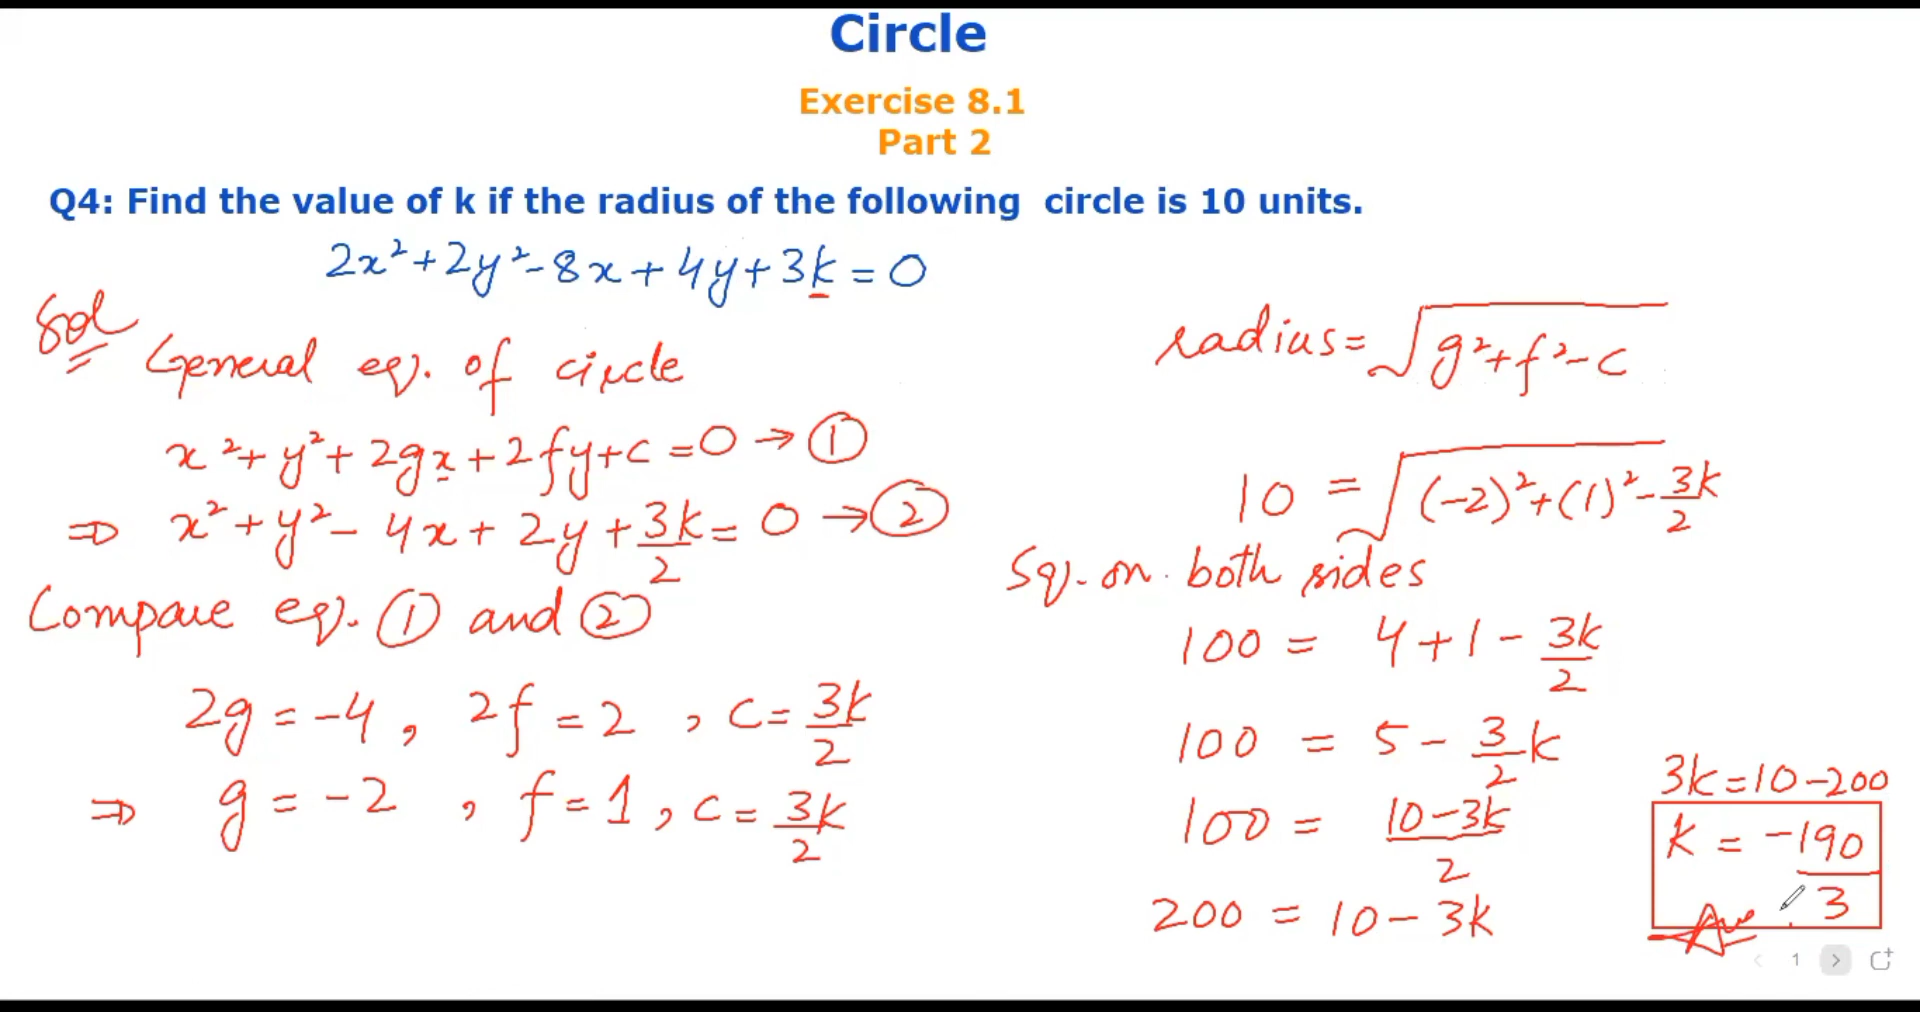 Circle
Exercise 8.1
Part 2
Q4: Find the value of k if the radius of the following circle is 10 units.
2x²+2y²-8x+4y+3k=0
Sol
General eq. of circle
x²+y²+2gx+2fy+c=0→①
⇒ x²+y²-4x+2y+3k/2=0→②
Compare eq. ① and ②
2g=-4, 2f=2, c=3k/2
⇒ g=-2, f=1, c=3k/2
radius=√(g²+f²-c)
10=√((-2)²+(1)²-3k/2)
Sq. on both sides
100=4+1-3k/2
100=5-3/2k
100=(10-3k)/2
200=10-3k
3k=10-200
k=-190/3
Ans
1